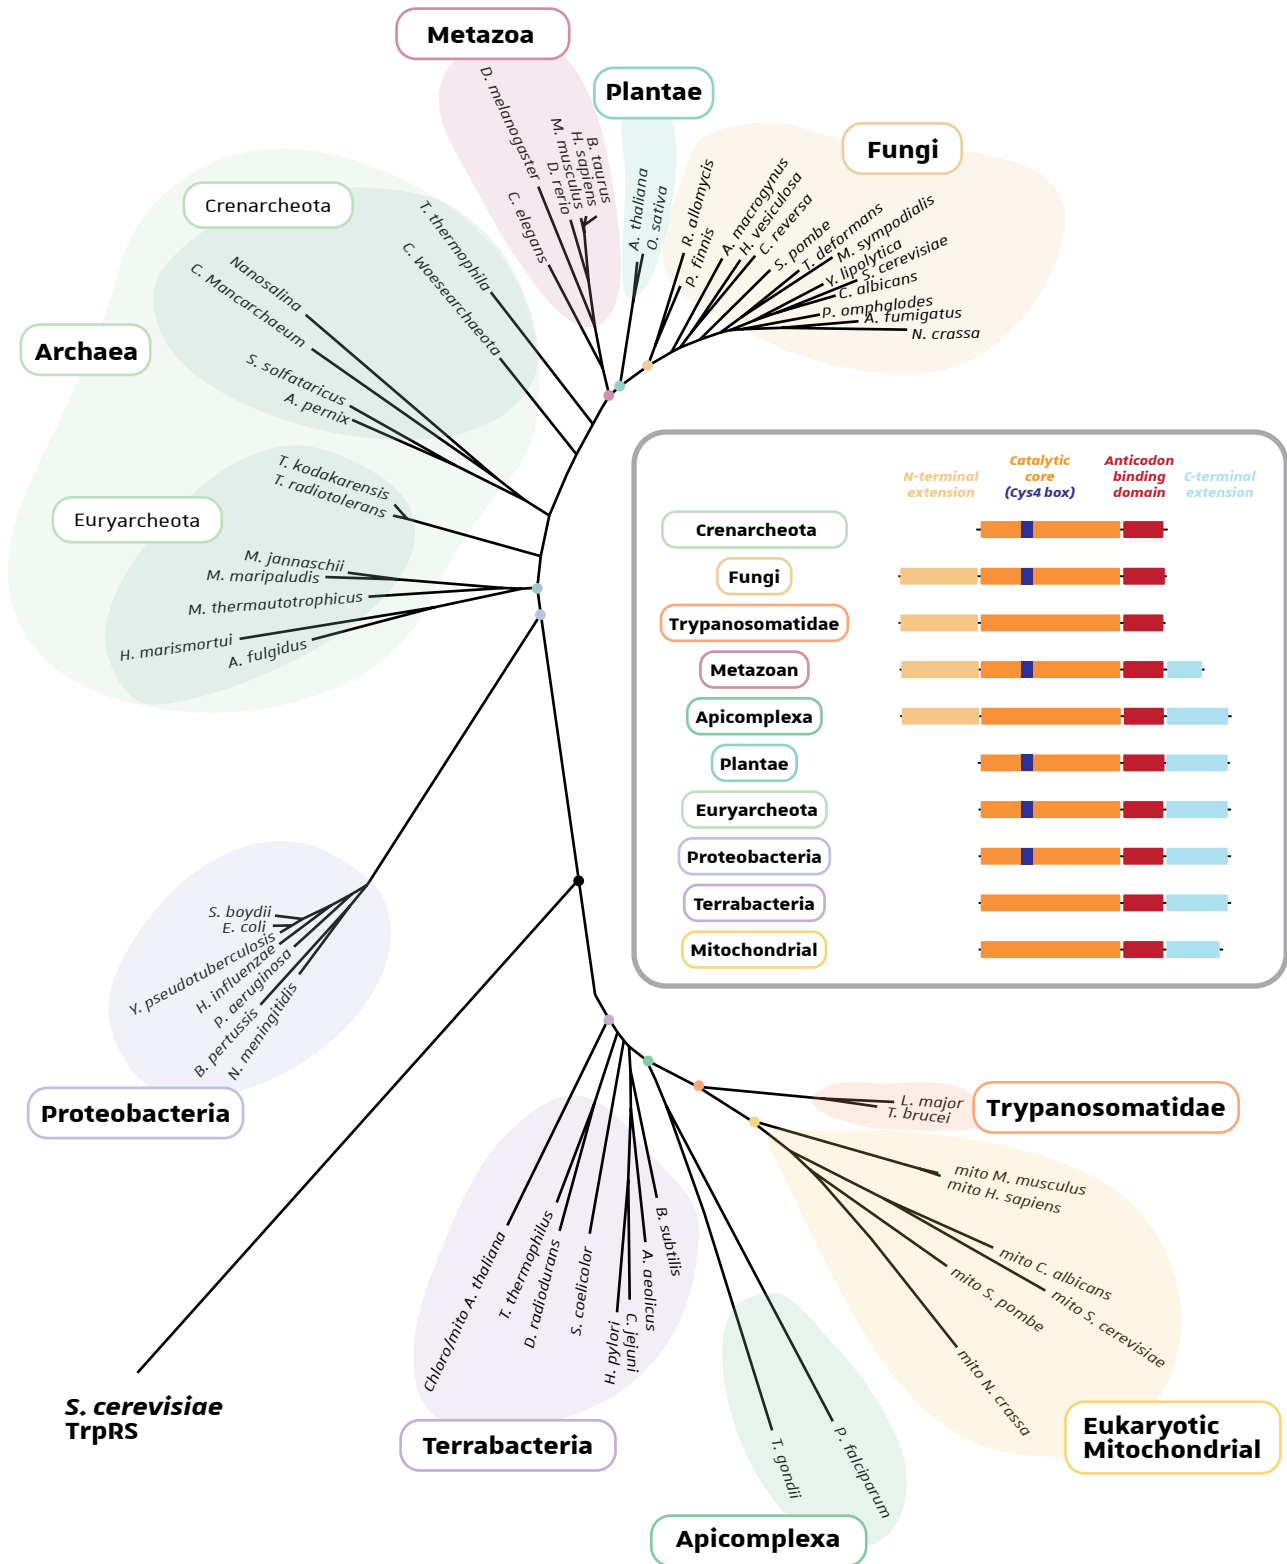 Metazoa
D. melanogaster
C. elegans
M. musculus
D. rerio
H. sapiens
B. taurus
Plantae
A. thaliana
O. sativa
Fungi
R. allomycis
P. finnis
A. macrogynus
H. vesiculosa
C. reversa
S. pombe
T. deformans
M. sympodialis
Y. lipolytica
S. cerevisiae
C. albicans
P. omphalodes
A. fumigatus
N. crassa
Archaea
Crenarcheota
T. thermophila
C. Woesearchaeota
Nanosalina
C. Mancarchaeum
S. solfataricus
A. pernix
Euryarcheota
T. kodakarensis
T. radiotolerans
M. jannaschii
M. maripaludis
M. thermautotrophicus
H. marismortui
A. fulgidus
N-terminal
extension
Catalytic
core
(Cys4 box)
Anticodon
binding
domain
C-terminal
extension
Crenarcheota
Fungi
Trypanosomatidae
Metazoan
Apicomplexa
Plantae
Euryarcheota
Proteobacteria
Terrabacteria
Mitochondrial
S. boydii
E. coli
Y. pseudotuberculosis
H. influenzae
P. aeruginosa
B. pertussis
N. meningitidis
Proteobacteria
S. cerevisiae
TrpRS
L. major
T. brucei
Trypanosomatidae
mito M. musculus
mito H. sapiens
mito C. albicans
mito S. cerevisiae
mito S. pombe
mito N. crassa
Eukaryotic
Mitochondrial
Chloro/mito A. thaliana
T. thermophilus
D. radiodurans
S. coelicolor
H. pylori
C. jejuni
A. aeolicus
B. subtilis
Terrabacteria
T. gondii
P. falciparum
Apicomplexa